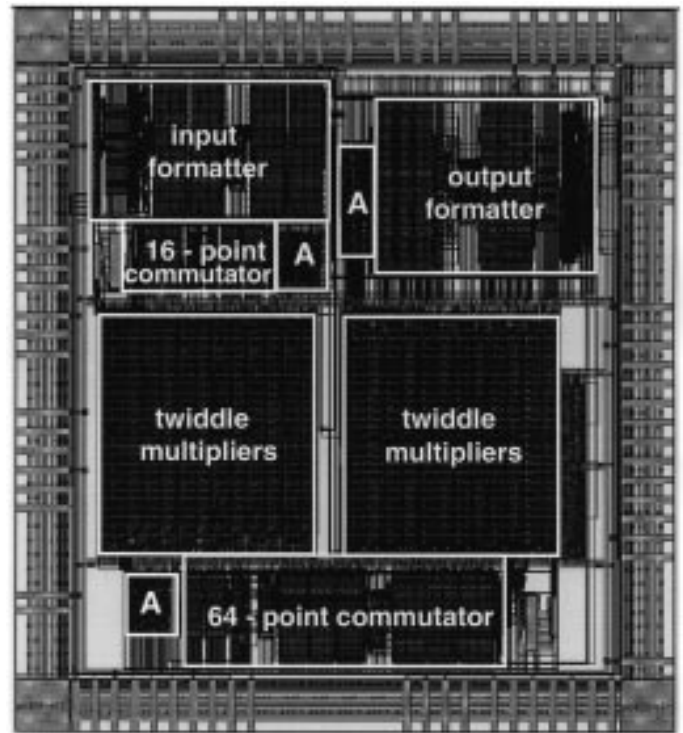 input
formatter
A
output
formatter
16 - point
commutator
A
twiddle
multipliers
twiddle
multipliers
A
64 - point commutator